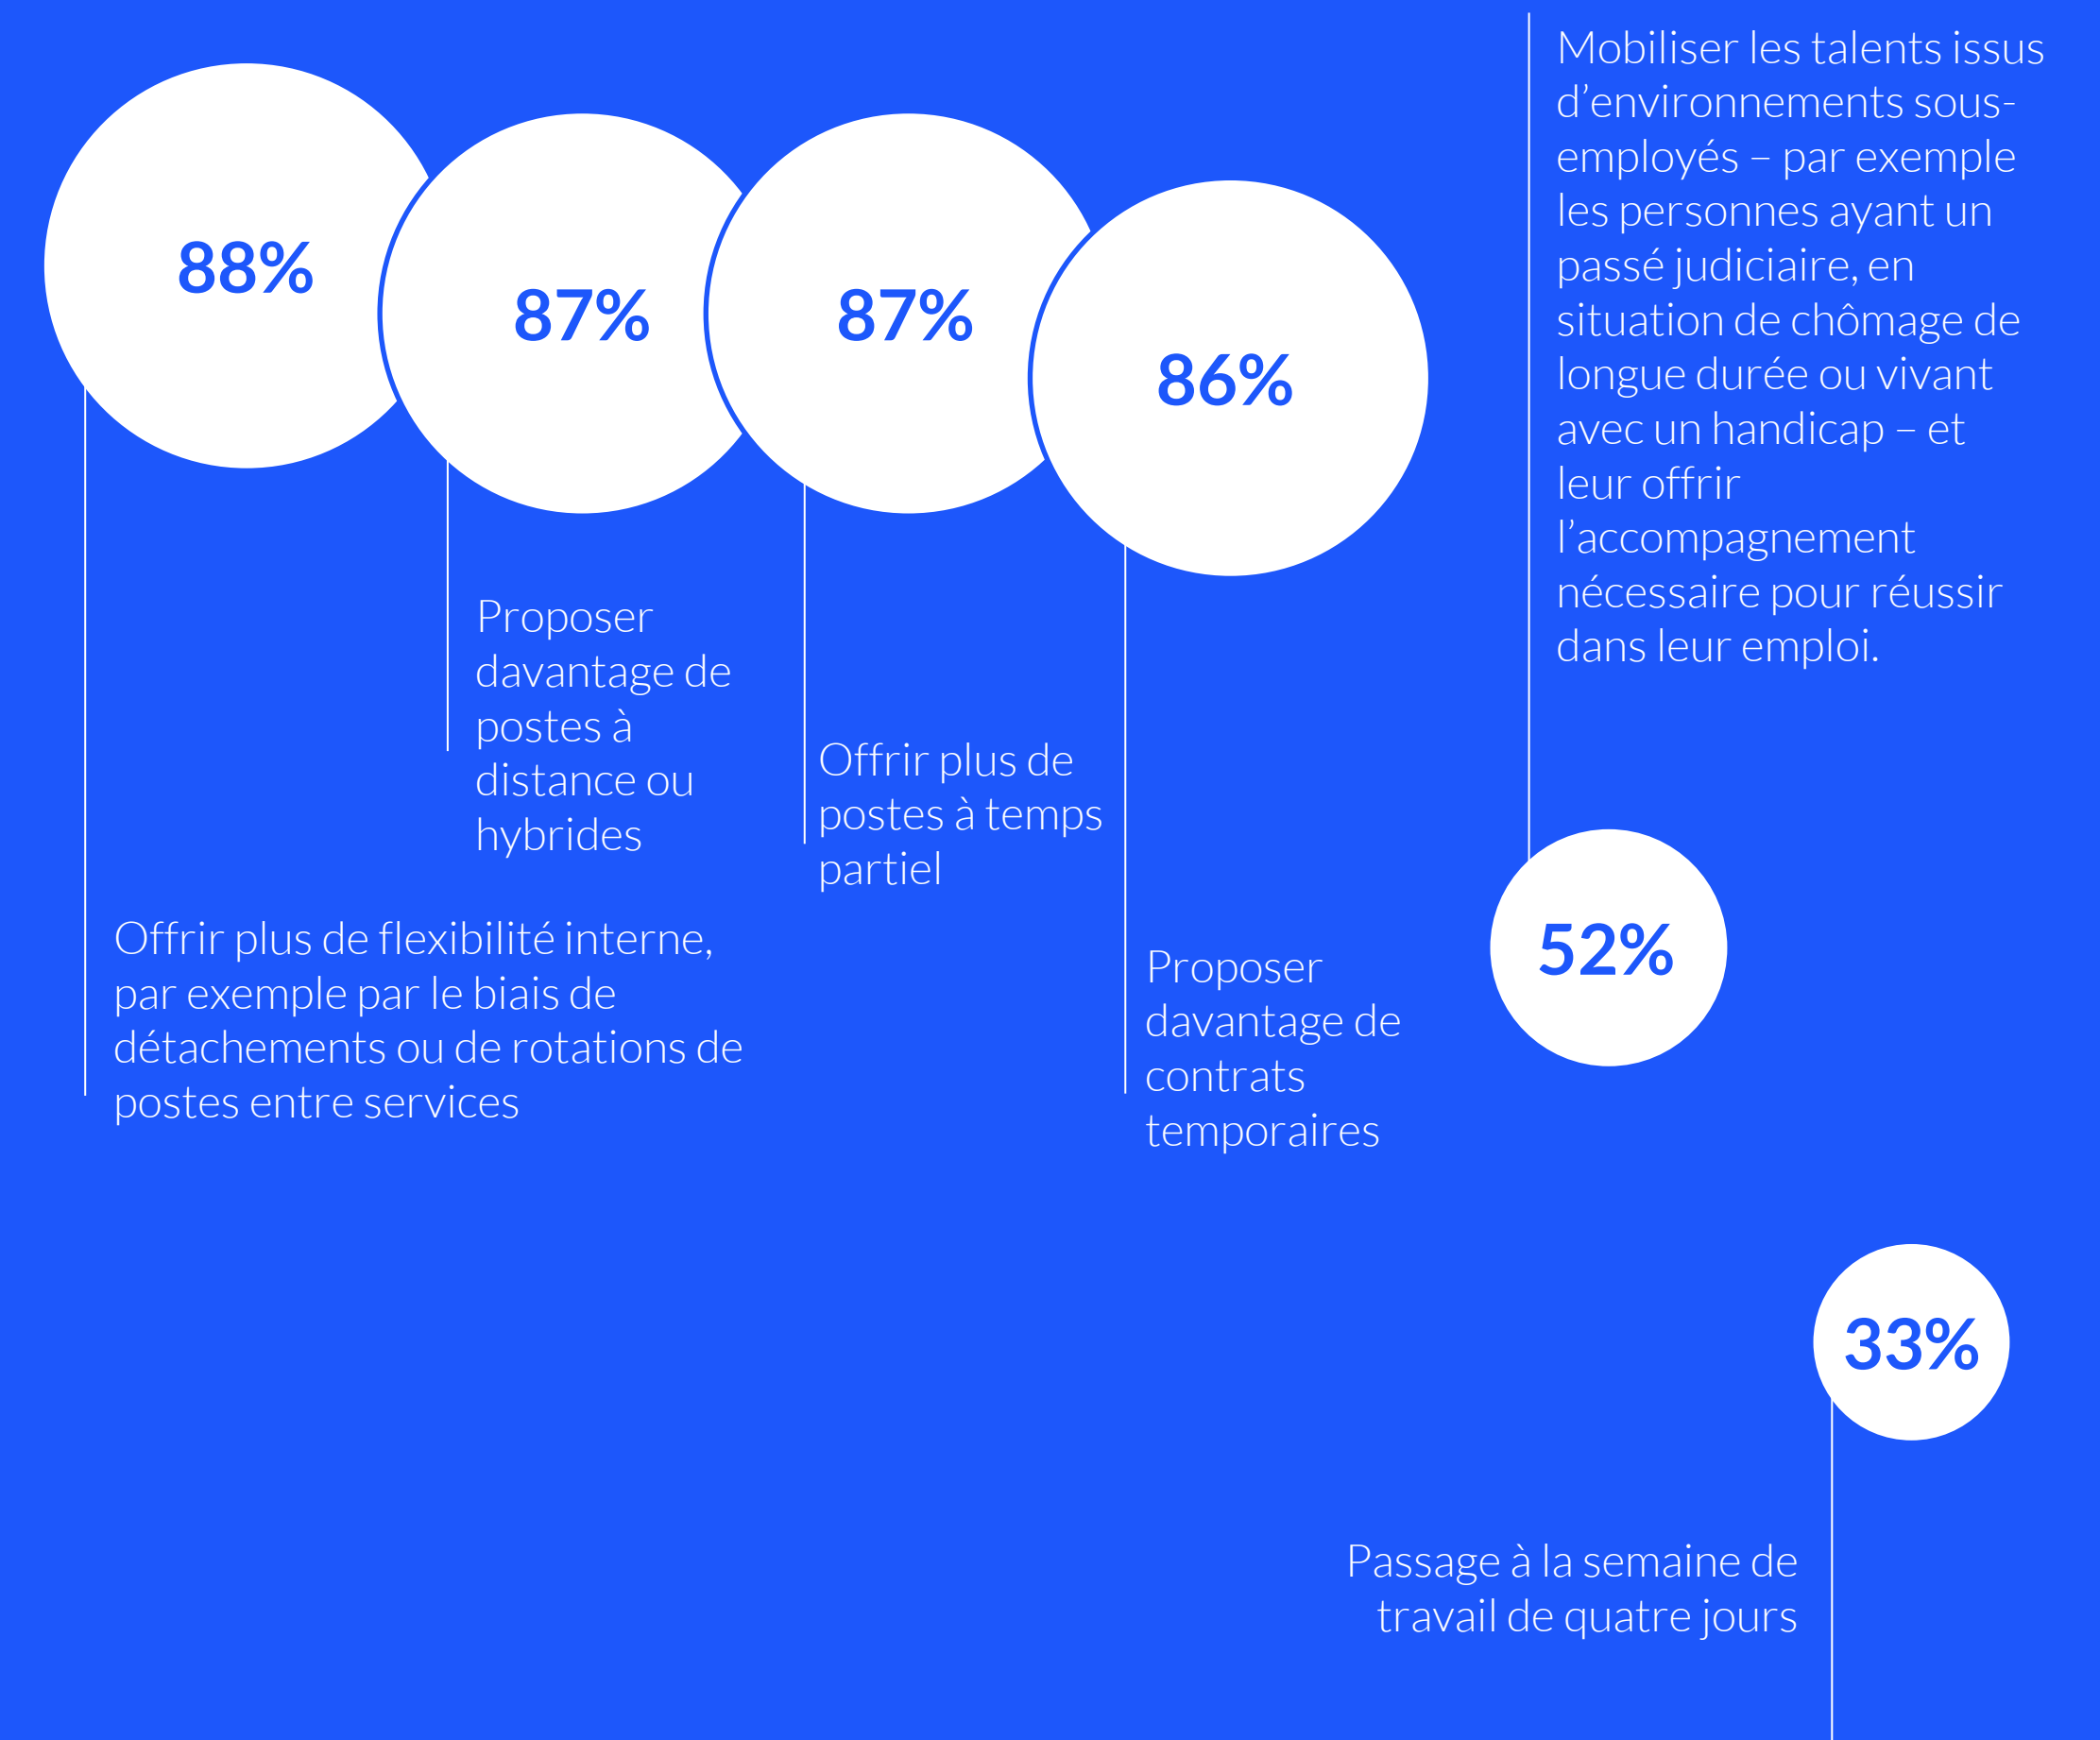 88%
Offrir plus de flexibilité interne,
par exemple par le biais de
détachements ou de rotations de
postes entre services
87%
Proposer
davantage de
postes à
distance ou
hybrides
87%
Offrir plus de
postes à temps
partiel
86%
Proposer
davantage de
contrats
temporaires
Mobiliser les talents issus
d’environnements sous-
employés – par exemple
les personnes ayant un
passé judiciaire, en
situation de chômage de
longue durée ou vivant
avec un handicap – et
leur offrir
l’accompagnement
nécessaire pour réussir
dans leur emploi.
52%
33%
Passage à la semaine de
travail de quatre jours